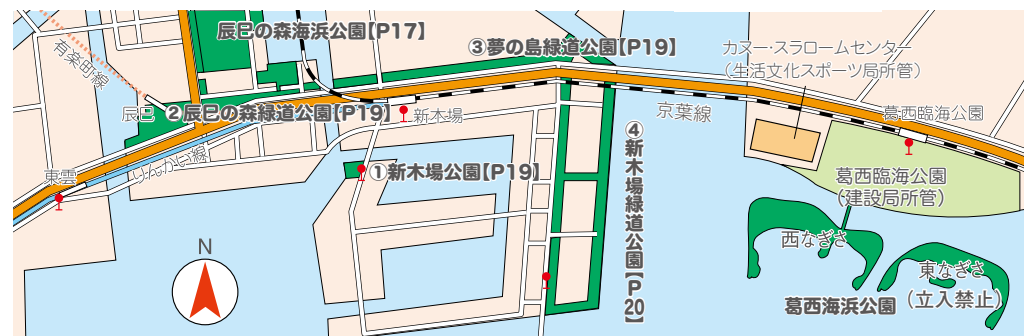 辰巳の森海浜公園【P17】
③夢の島緑道公園【P19】
カヌー・スラロームセンター
（生活文化スポーツ局所管）
有楽町線
辰巳
２辰巳の森緑道公園【P19】
新木場
京葉線
葛西臨海公園
④新木場緑道公園【P20】
りんかい線
東雲
①新木場公園【P19】
葛西臨海公園
（建設局所管）
西なぎさ
東なぎさ
（立入禁止）
葛西海浜公園
N